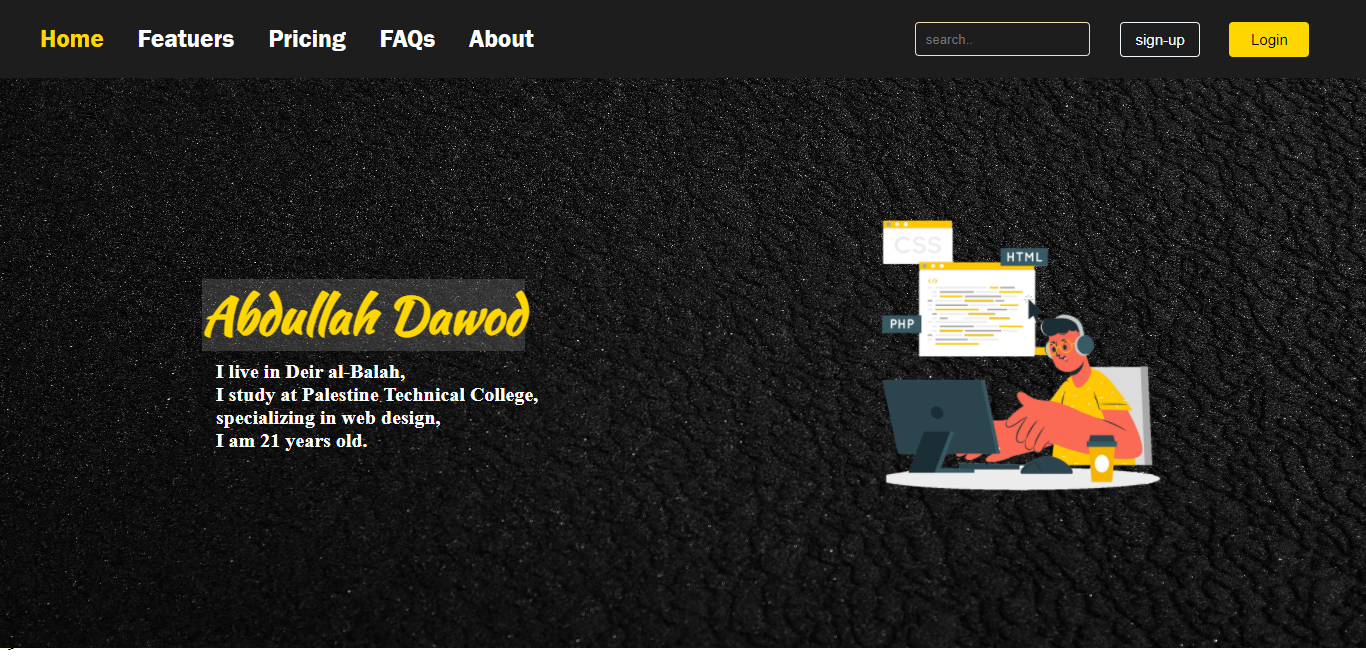 Home Featuers Pricing FAQs About search.. sign-up Login
CSS
HTML
</>
PHP
Abdullah Dawod
I live in Deir al-Balah,
I study at Palestine Technical College,
specializing in web design,
I am 21 years old.